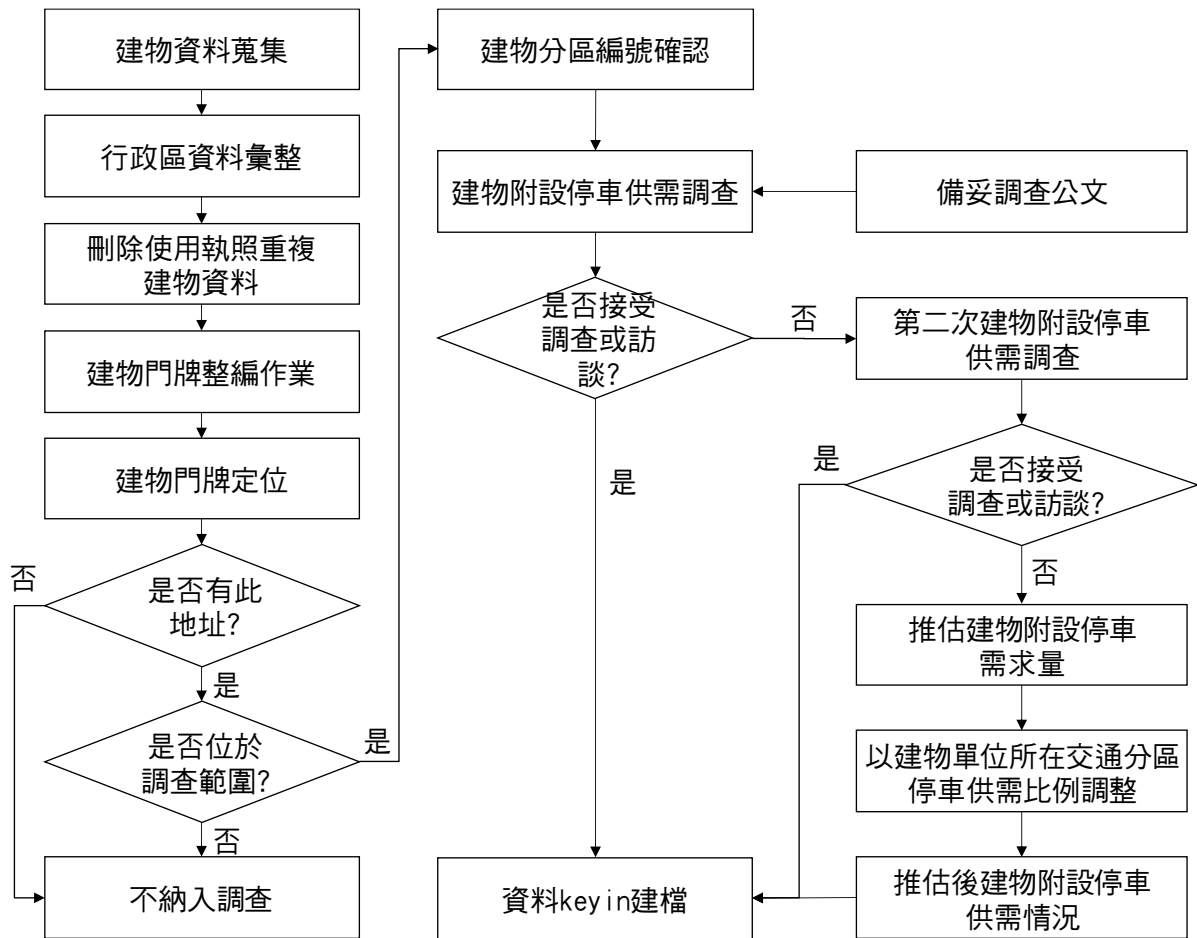 建物資料蒐集
行政區資料彙整
刪除使用執照重複
建物資料
建物門牌整編作業
建物門牌定位
是否有此
地址?
否
是
是否位於
調查範圍?
是
否
不納入調查
建物分區編號確認
建物附設停車供需調查
備妥調查公文
是否接受
調查或訪
談?
否
是
第二次建物附設停車
供需調查
是否接受
調查或訪談?
是
否
推估建物附設停車
需求量
以建物單位所在交通分區
停車供需比例調整
推估後建物附設停車
供需情況
資料keyin建檔